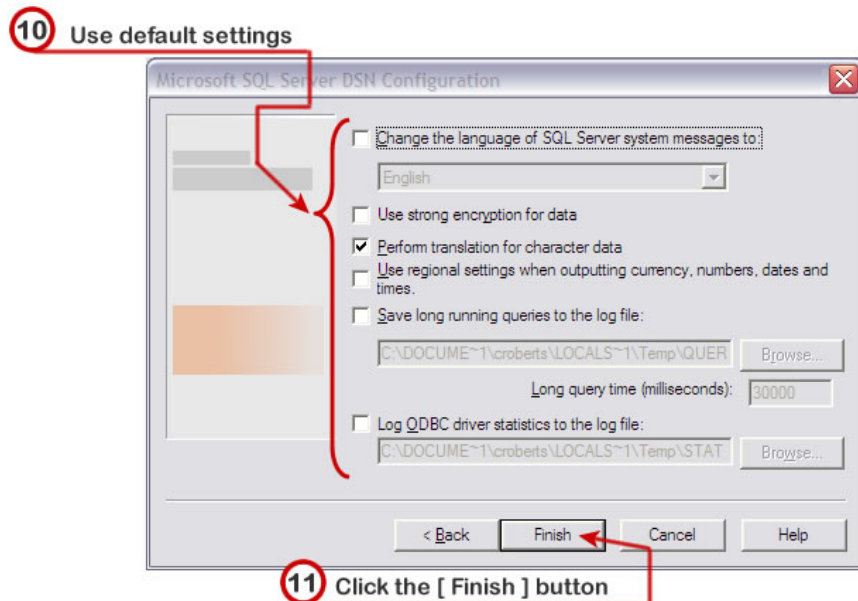 10 Use default settings
Microsoft SQL Server DSN Configuration
Change the language of SQL Server system messages to:
English
Use strong encryption for data
Perform translation for character data
Use regional settings when outputting currency, numbers, dates and
times.
Save long running queries to the log file:
C:\DOCUME~1\croberts\LOCALS~1\Temp\QUER
Browse...
Long query time (milliseconds):
30000
Log ODBC driver statistics to the log file:
C:\DOCUME~1\croberts\LOCALS~1\Temp\STAT
Browse...
< Back
Finish
Cancel
Help
11 Click the [ Finish ] button